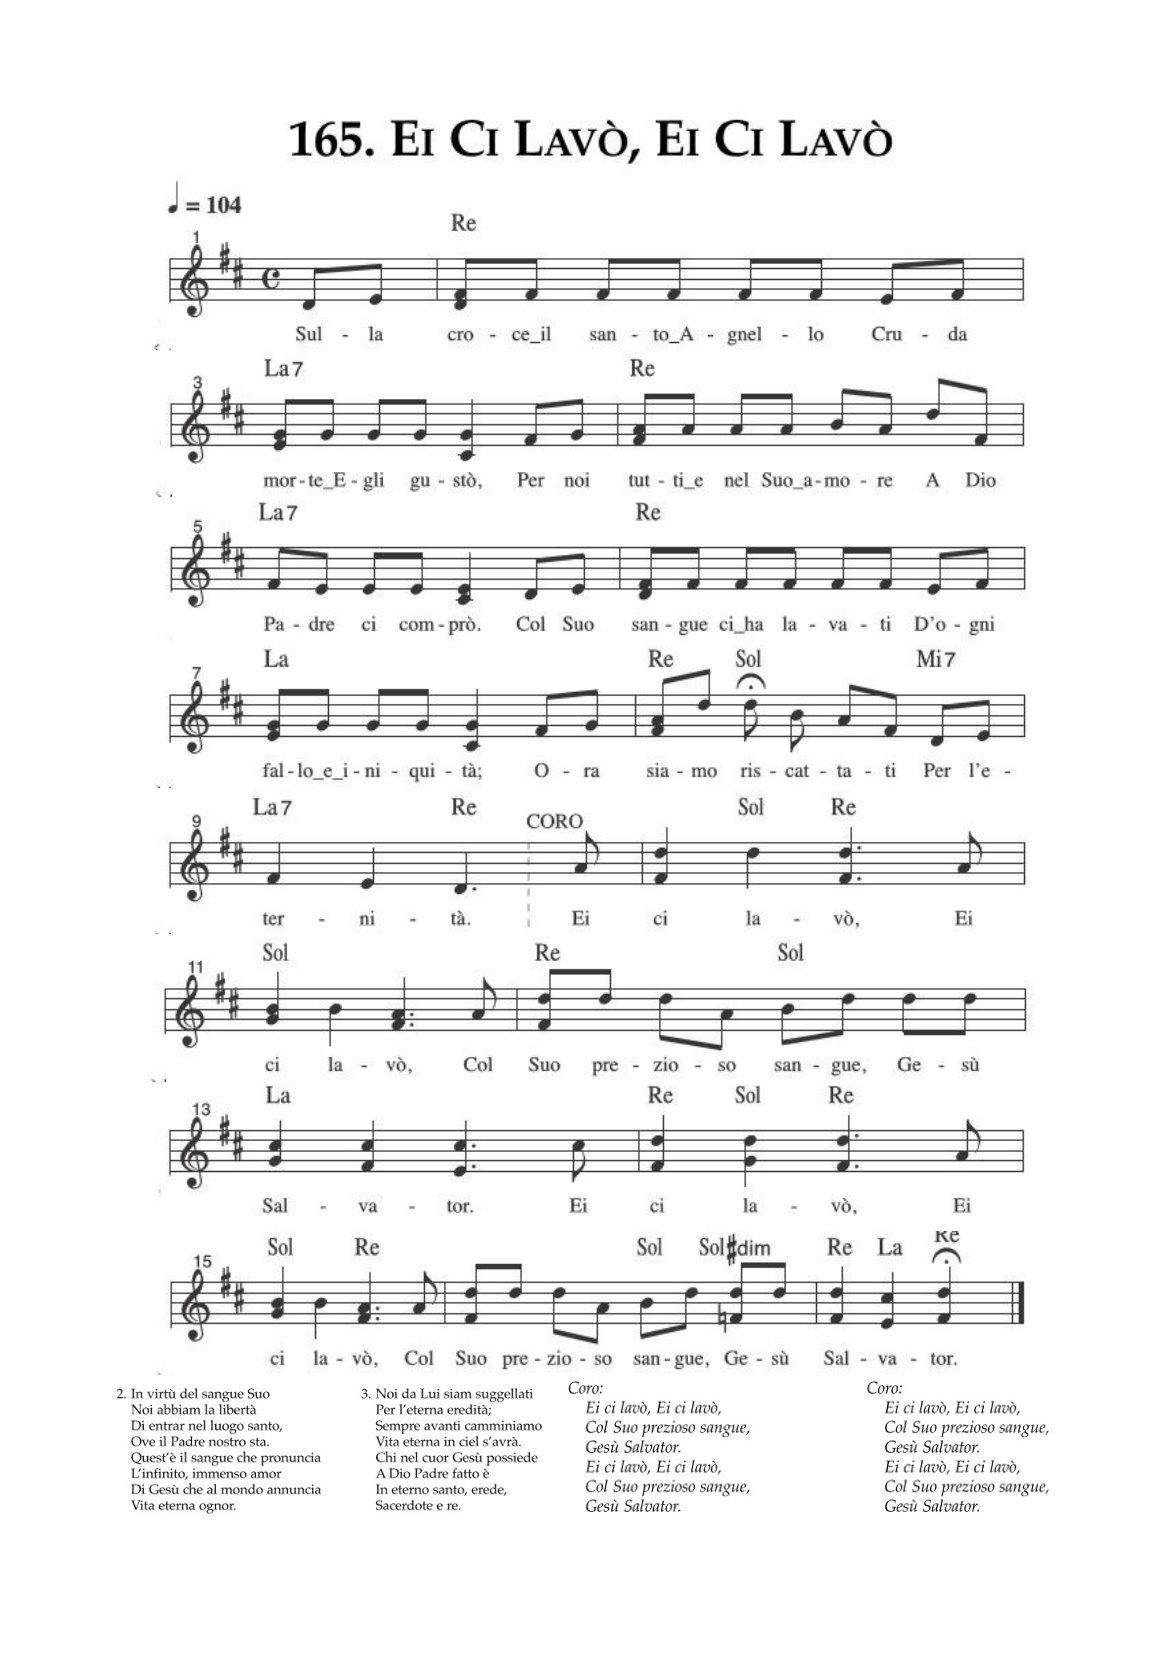 165. Ei Ci Lavò, Ei Ci Lavò
= 104
Re
1
Sul - la cro - ce_il san - to_A - gnel - lo Cru - da
La7 Re
3
mor - te_E - gli gu - stò, Per noi tut - ti_e nel Suo_a - mo - re A Dio
La7 Re
5
Pa - dre ci com - prò. Col Suo san - gue ci_ha la - va - ti D'o - gni
La Re Sol Mi7
7
fal - lo_e_i - ni - qui - tà; O - ra sia - mo ris - cat - ta - ti Per l'e -
La7 Re CORO Sol Re
9
ter - ni - tà. Ei ci la - vò, Ei
Sol Re Sol
11
ci la - vò, Col Suo pre - zio - so san - gue, Ge - sù
La Re Sol Re
13
Sal - va - tor. Ei ci la - vò, Ei
Sol Re Sol Sol#dim Re La Re
15
ci la - vò, Col Suo pre - zio - so san - gue, Ge - sù Sal - va - tor.
2. In virtù del sangue Suo
Noi abbiam la libertà
Di entrar nel luogo santo,
Ove il Padre nostro sta.
Quest'è il sangue che pronuncia
L'infinito, immenso amor
Di Gesù che al mondo annuncia
Vita eterna ognor.
3. Noi da Lui siam suggellati
Per l'eterna eredità;
Sempre avanti camminiamo
Vita eterna in ciel s'avrà.
Chi nel cuor Gesù possiede
A Dio Padre fatto è
In eterno santo, erede,
Sacerdote e re.
Coro:
Ei ci lavò, Ei ci lavò,
Col Suo prezioso sangue,
Gesù Salvator.
Ei ci lavò, Ei ci lavò,
Col Suo prezioso sangue,
Gesù Salvator.
Coro:
Ei ci lavò, Ei ci lavò,
Col Suo prezioso sangue,
Gesù Salvator.
Ei ci lavò, Ei ci lavò,
Col Suo prezioso sangue,
Gesù Salvator.